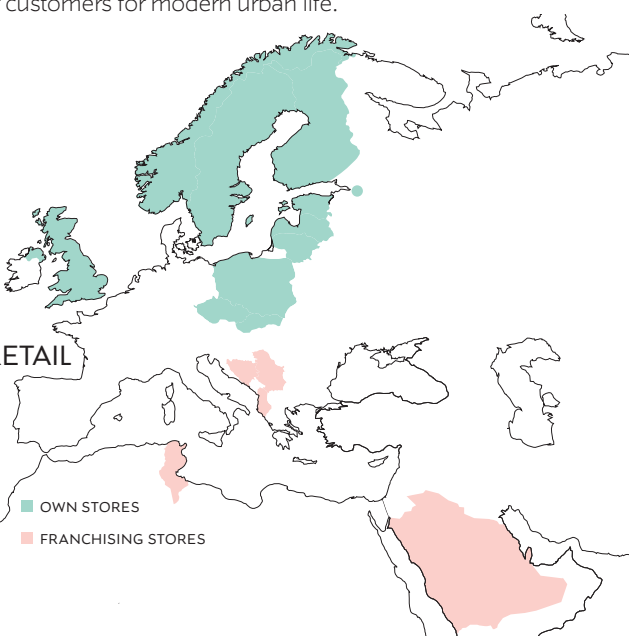 customers for modern urban life.
ETAIL
OWN STORES
FRANCHISING STORES